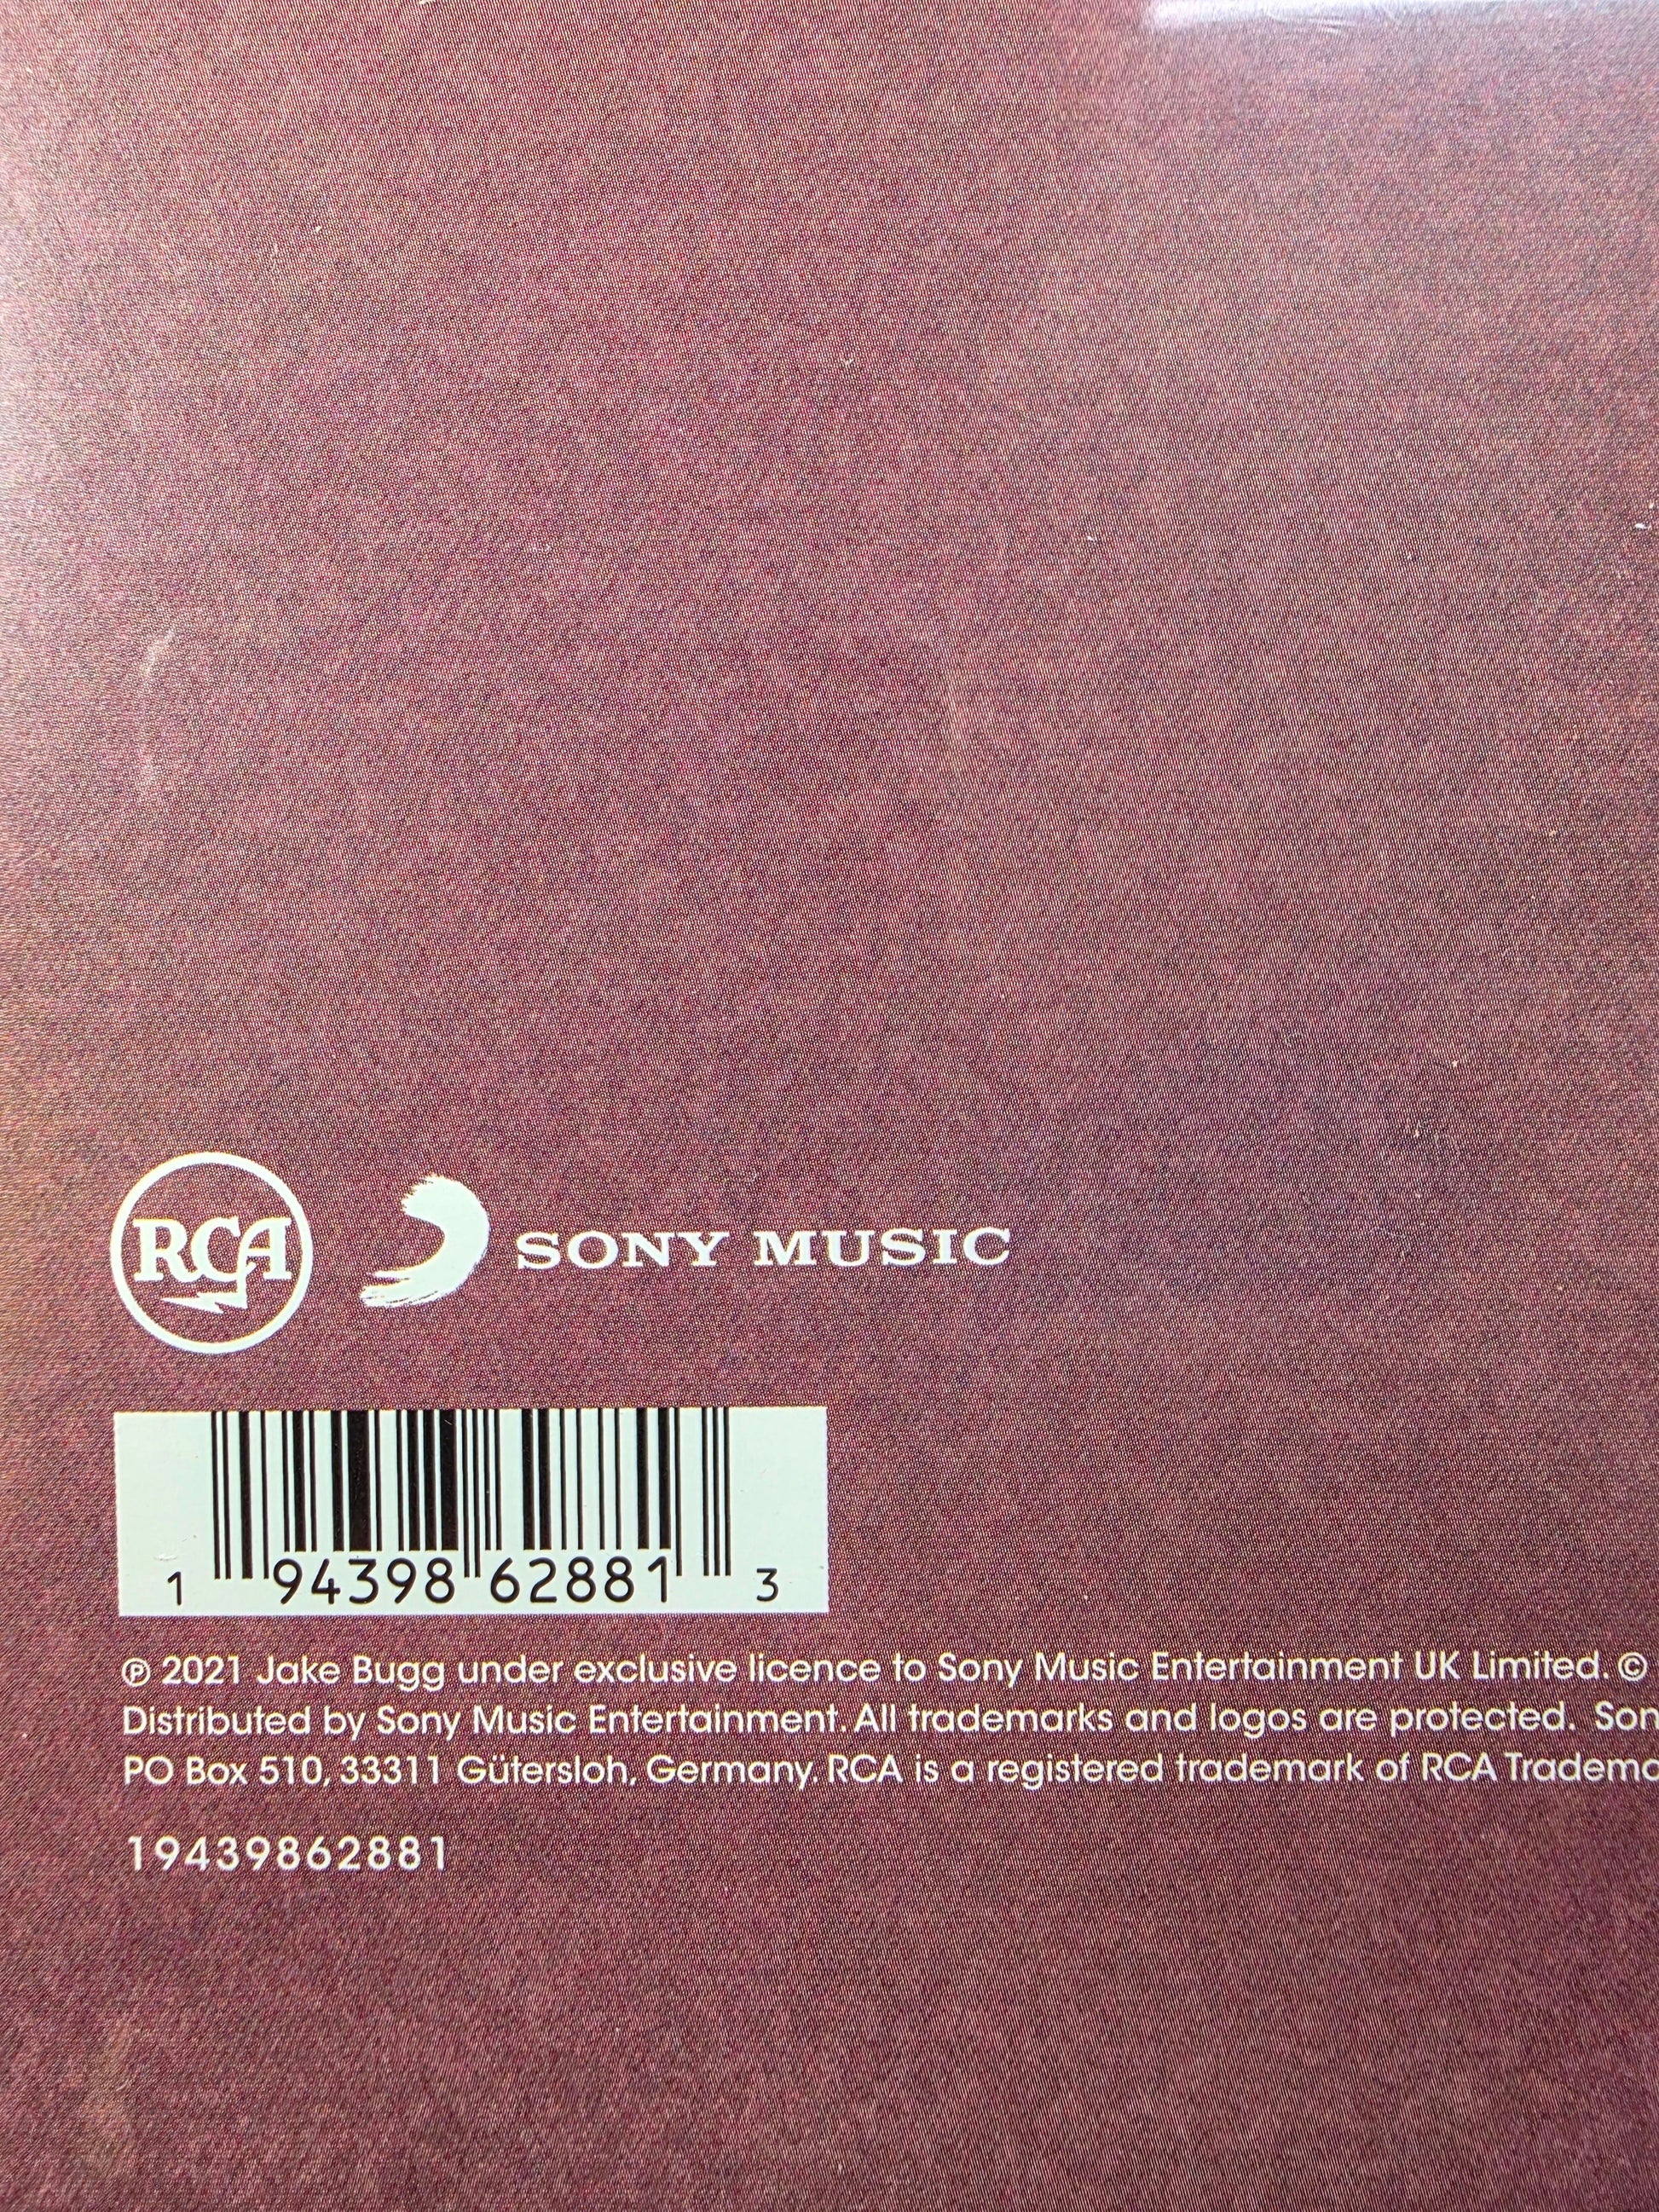 RCA SONY MUSIC
1 94398 62881 3
℗ 2021 Jake Bugg under exclusive licence to Sony Music Entertainment UK Limited. ©
Distributed by Sony Music Entertainment. All trademarks and logos are protected. Son
PO Box 510, 33311 Gütersloh, Germany. RCA is a registered trademark of RCA Tradema
19439862881